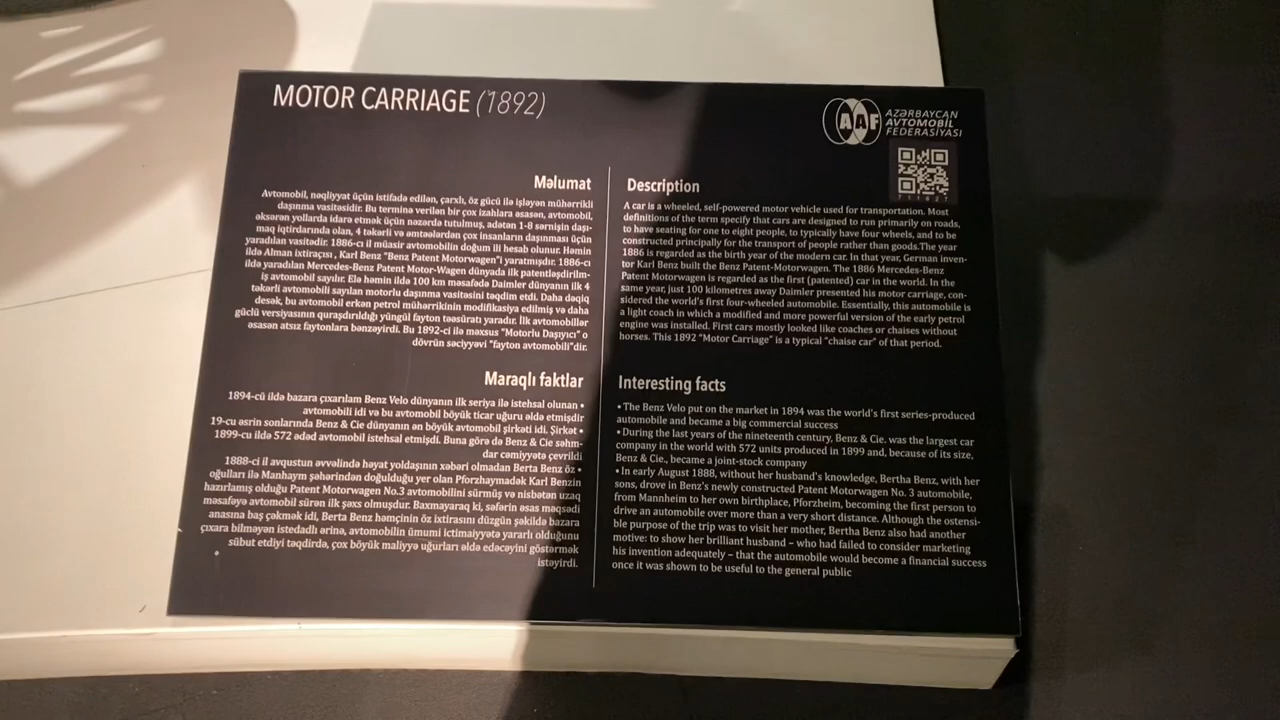 MOTOR CARRIAGE (1892)
AAF
AZƏRBAYCAN
AVTOMOBİL
FEDERASİYASI
711627
Məlumat
Avtomobil, nəqliyyat üçün istifadə edilən, çarxlı, öz gücü ilə işləyən mühərrikli
daşınma vasitəsidir. Bu terminə verilən bir çox izahlara əsasən, avtomobil,
əksərən yollarda idarə etmək üçün nəzərdə tutulmuş, adətən 1-8 sərnişin daşı-
maq iqtidarında olan, 4 təkərli və əmtəələrdən çox insanların daşınması üçün
yaradılan vasitədir. 1886-cı il müasir avtomobilin doğum ili hesab olunur. Həmin
ildə Alman ixtiraçısı , Karl Benz "Benz Patent Motorwagen"i yaratmışdır. 1886-cı
ildə yaradılan Mercedes-Benz Patent Motor-Wagen dünyada ilk patentləşdirilm-
iş avtomobil sayılır. Elə həmin ildə 100 km məsafədə Daimler dünyanın ilk 4
təkərli avtomobili sayılan motorlu daşınma vasitəsini təqdim etdi. Daha dəqiq
desək, bu avtomobil erkən petrol mühərrikinin modifikasiya edilmiş və daha
güclü versiyasının quraşdırıldığı yüngül fayton təəsüratı yaradır. İlk avtomobillər
əsasən atsız faytonlara bənzəyirdi. Bu 1892-ci ilə məxsus "Motorlu Daşıyıcı" o
dövrün səciyyəvi "fayton avtomobili"dir.
Maraqlı faktlar
1894-cü ildə bazara çıxarılam Benz Velo dünyanın ilk seriya ilə istehsal olunan •
avtomobili idi və bu avtomobil böyük ticar uğuru əldə etmişdir
19-cu əsrin sonlarında Benz & Cie dünyanın ən böyük avtomobil şirkəti idi. Şirkət •
1899-cu ildə 572 ədəd avtomobil istehsal etmişdi. Buna görə də Benz & Cie səhm-
dar cəmiyyətə çevrildi
1888-ci il avqustun əvvəlində həyat yoldaşının xəbəri olmadan Berta Benz öz •
oğulları ilə Manhaym şəhərindən doğulduğu yer olan Pforzhaymadək Karl Benzin
hazırlamış olduğu Patent Motorwagen No.3 avtomobilini sürmüş və nisbətən uzaq
məsafəyə avtomobil sürən ilk şəxs olmuşdur. Baxmayaraq ki, səfərin əsas məqsədi
anasına baş çəkmək idi, Berta Benz həmçinin öz ixtirasını düzgün şəkildə bazara
çıxara bilməyən istedadlı ərinə, avtomobilin ümumi ictimaiyyətə yararlı olduğunu
sübut etdiyi təqdirdə, çox böyük maliyyə uğurları əldə edəcəyini göstərmək
istəyirdi.
Description
A car is a wheeled, self-powered motor vehicle used for transportation. Most
definitions of the term specify that cars are designed to run primarily on roads,
to have seating for one to eight people, to typically have four wheels, and to be
constructed principally for the transport of people rather than goods.The year
1886 is regarded as the birth year of the modern car. In that year, German inven-
tor Karl Benz built the Benz Patent-Motorwagen. The 1886 Mercedes-Benz
Patent Motorwagen is regarded as the first (patented) car in the world. In the
same year, just 100 kilometres away Daimler presented his motor carriage, con-
sidered the world's first four-wheeled automobile. Essentially, this automobile is
a light coach in which a modified and more powerful version of the early petrol
engine was installed. First cars mostly looked like coaches or chaises without
horses. This 1892 "Motor Carriage" is a typical "chaise car" of that period.
Interesting facts
• The Benz Velo put on the market in 1894 was the world's first series-produced
automobile and became a big commercial success
• During the last years of the nineteenth century, Benz & Cie. was the largest car
company in the world with 572 units produced in 1899 and, because of its size,
Benz & Cie., became a joint-stock company
• In early August 1888, without her husband's knowledge, Bertha Benz, with her
sons, drove in Benz's newly constructed Patent Motorwagen No. 3 automobile,
from Mannheim to her own birthplace, Pforzheim, becoming the first person to
drive an automobile over more than a very short distance. Although the ostensi-
ble purpose of the trip was to visit her mother, Bertha Benz also had another
motive: to show her brilliant husband – who had failed to consider marketing
his invention adequately – that the automobile would become a financial success
once it was shown to be useful to the general public